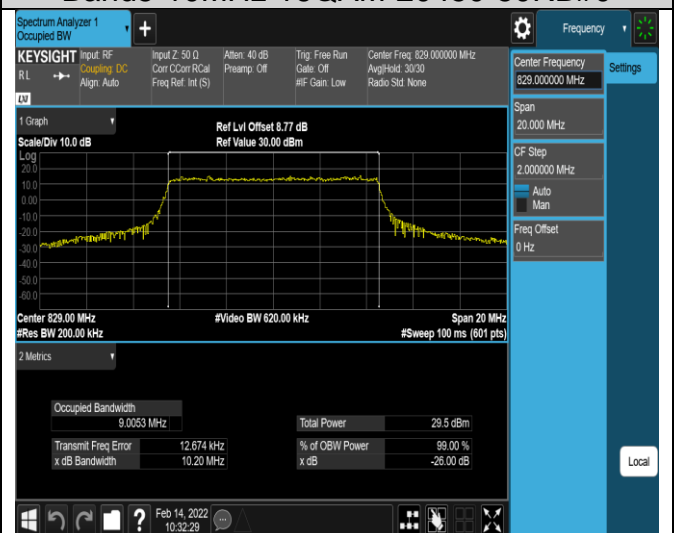 Spectrum Analyzer 1
Occupied BW
+
Frequency
KEYSIGHT
R L
LXI
Input: RF
Coupling: DC
Align: Auto
Input Z: 50 Ω
Corr CCorr RCal
Freq Ref: Int (S)
Atten: 40 dB
Preamp: Off
Trig: Free Run
Gate: Off
#IF Gain: Low
Center Freq: 829.000000 MHz
Avg|Hold: 30/30
Radio Std: None
Center Frequency
829.000000 MHz
Settings
Span
20.000 MHz
CF Step
2.000000 MHz
Auto
Man
Freq Offset
0 Hz
1 Graph
Scale/Div 10.0 dB
Ref Lvl Offset 8.77 dB
Ref Value 30.00 dBm
Log
20.0
10.0
0.00
-10.0
-20.0
-30.0
-40.0
-50.0
-60.0
Center 829.00 MHz
#Res BW 200.00 kHz
#Video BW 620.00 kHz
Span 20 MHz
#Sweep 100 ms (601 pts)
2 Metrics
Occupied Bandwidth
9.0053 MHz
Total Power 29.5 dBm
Transmit Freq Error 12.674 kHz
% of OBW Power 99.00 %
x dB Bandwidth 10.20 MHz
x dB -26.00 dB
Local
?
Feb 14, 2022
10:32:29